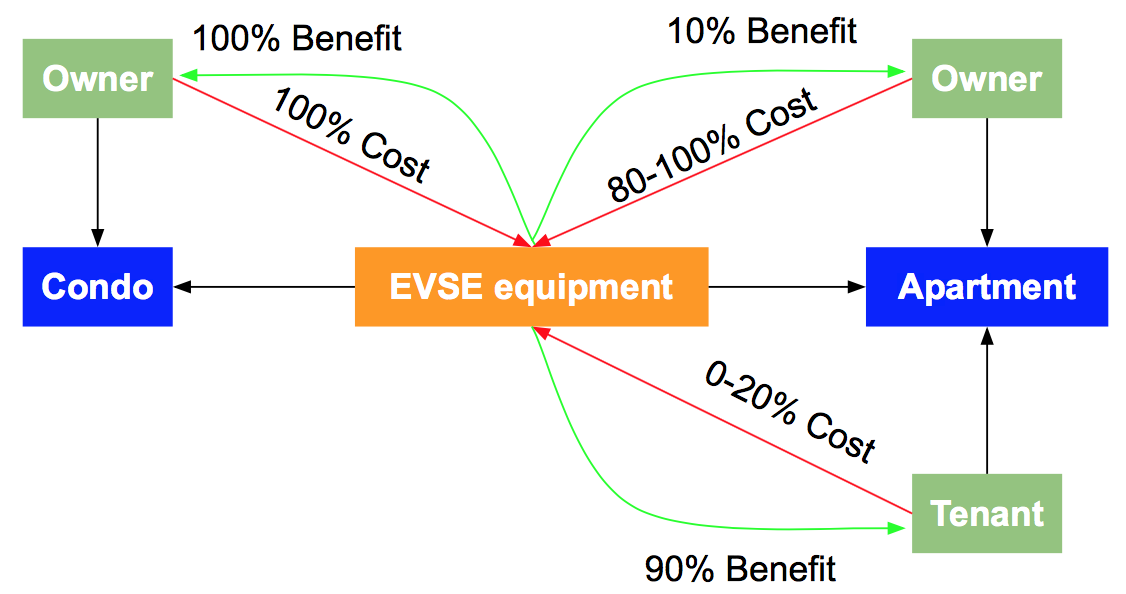 100% Benefit
10% Benefit
Owner
Owner
100% Cost
80-100% Cost
Condo
EVSE equipment
Apartment
0-20% Cost
Tenant
90% Benefit